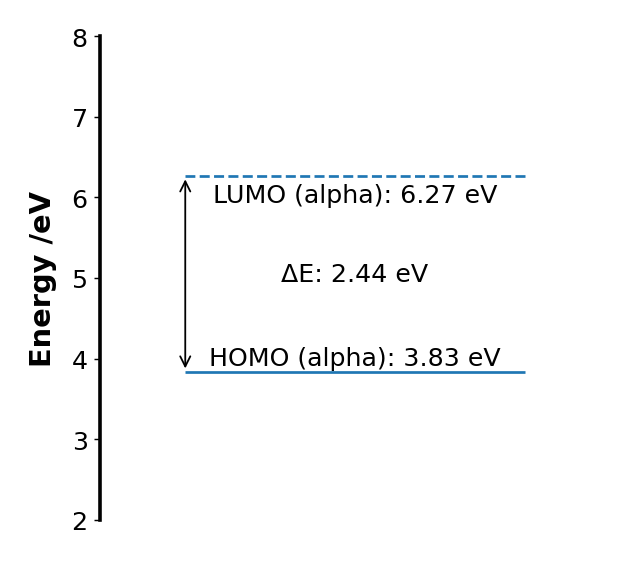 8
7
6
5
4
3
2
Energy /eV
LUMO (alpha): 6.27 eV
ΔE: 2.44 eV
HOMO (alpha): 3.83 eV